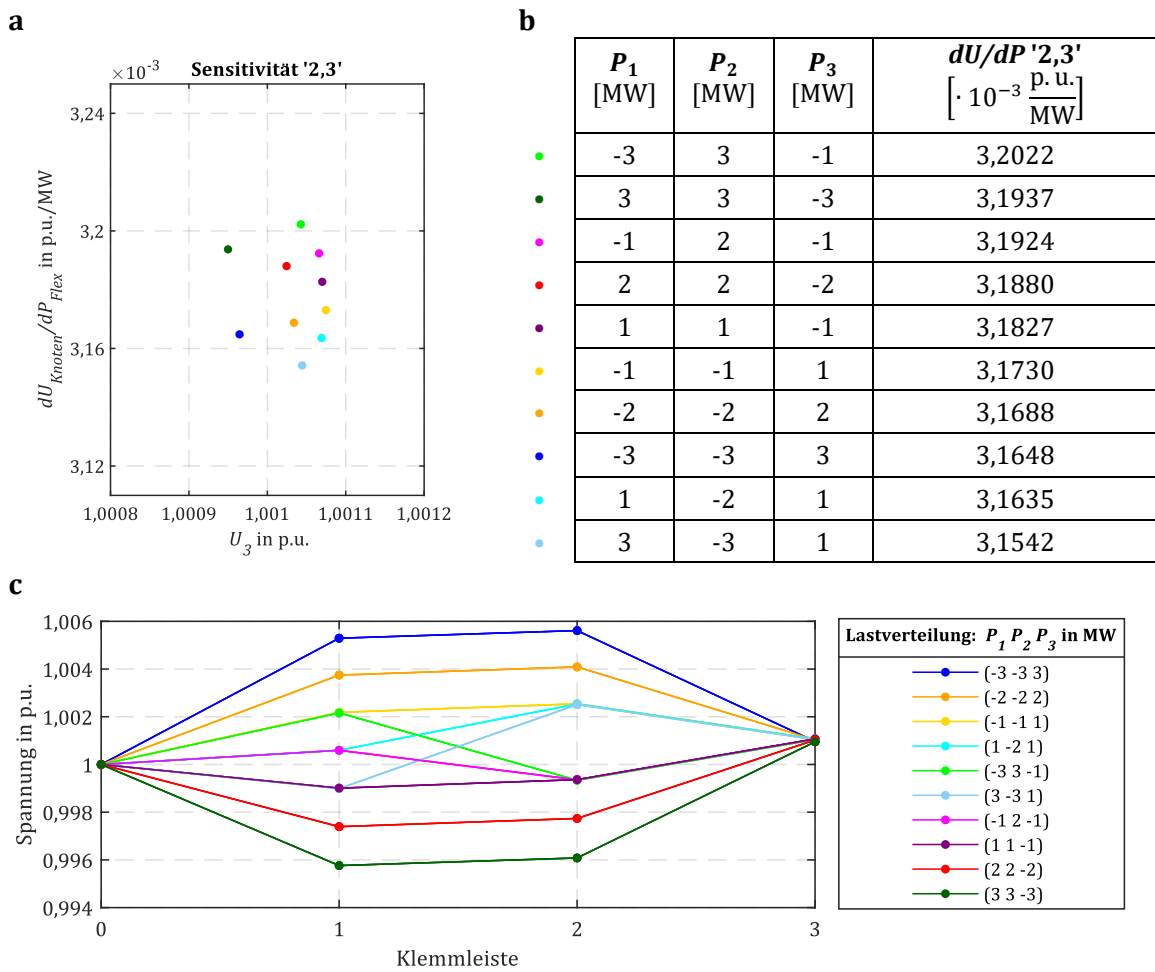 a
×10⁻³
Sensitivität '2,3'
dU_Knoten/dP_Flex in p.u./MW
3,24
3,2
3,16
3,12
1,0008 1,0009 1,001 1,0011 1,0012
U_3 in p.u.
b
P₁ [MW] P₂ [MW] P₃ [MW] dU/dP '2,3' [· 10⁻³ p. u./MW]
-3 3 -1 3,2022
3 3 -3 3,1937
-1 2 -1 3,1924
2 2 -2 3,1880
1 1 -1 3,1827
-1 -1 1 3,1730
-2 -2 2 3,1688
-3 -3 3 3,1648
1 -2 1 3,1635
3 -3 1 3,1542
c
Spannung in p.u.
1,006
1,004
1,002
1
0,998
0,996
0,994
0 1 2 3
Klemmleiste
Lastverteilung: P_1 P_2 P_3 in MW
(-3 -3 3)
(-2 -2 2)
(-1 -1 1)
(1 -2 1)
(-3 3 -1)
(3 -3 1)
(-1 2 -1)
(1 1 -1)
(2 2 -2)
(3 3 -3)